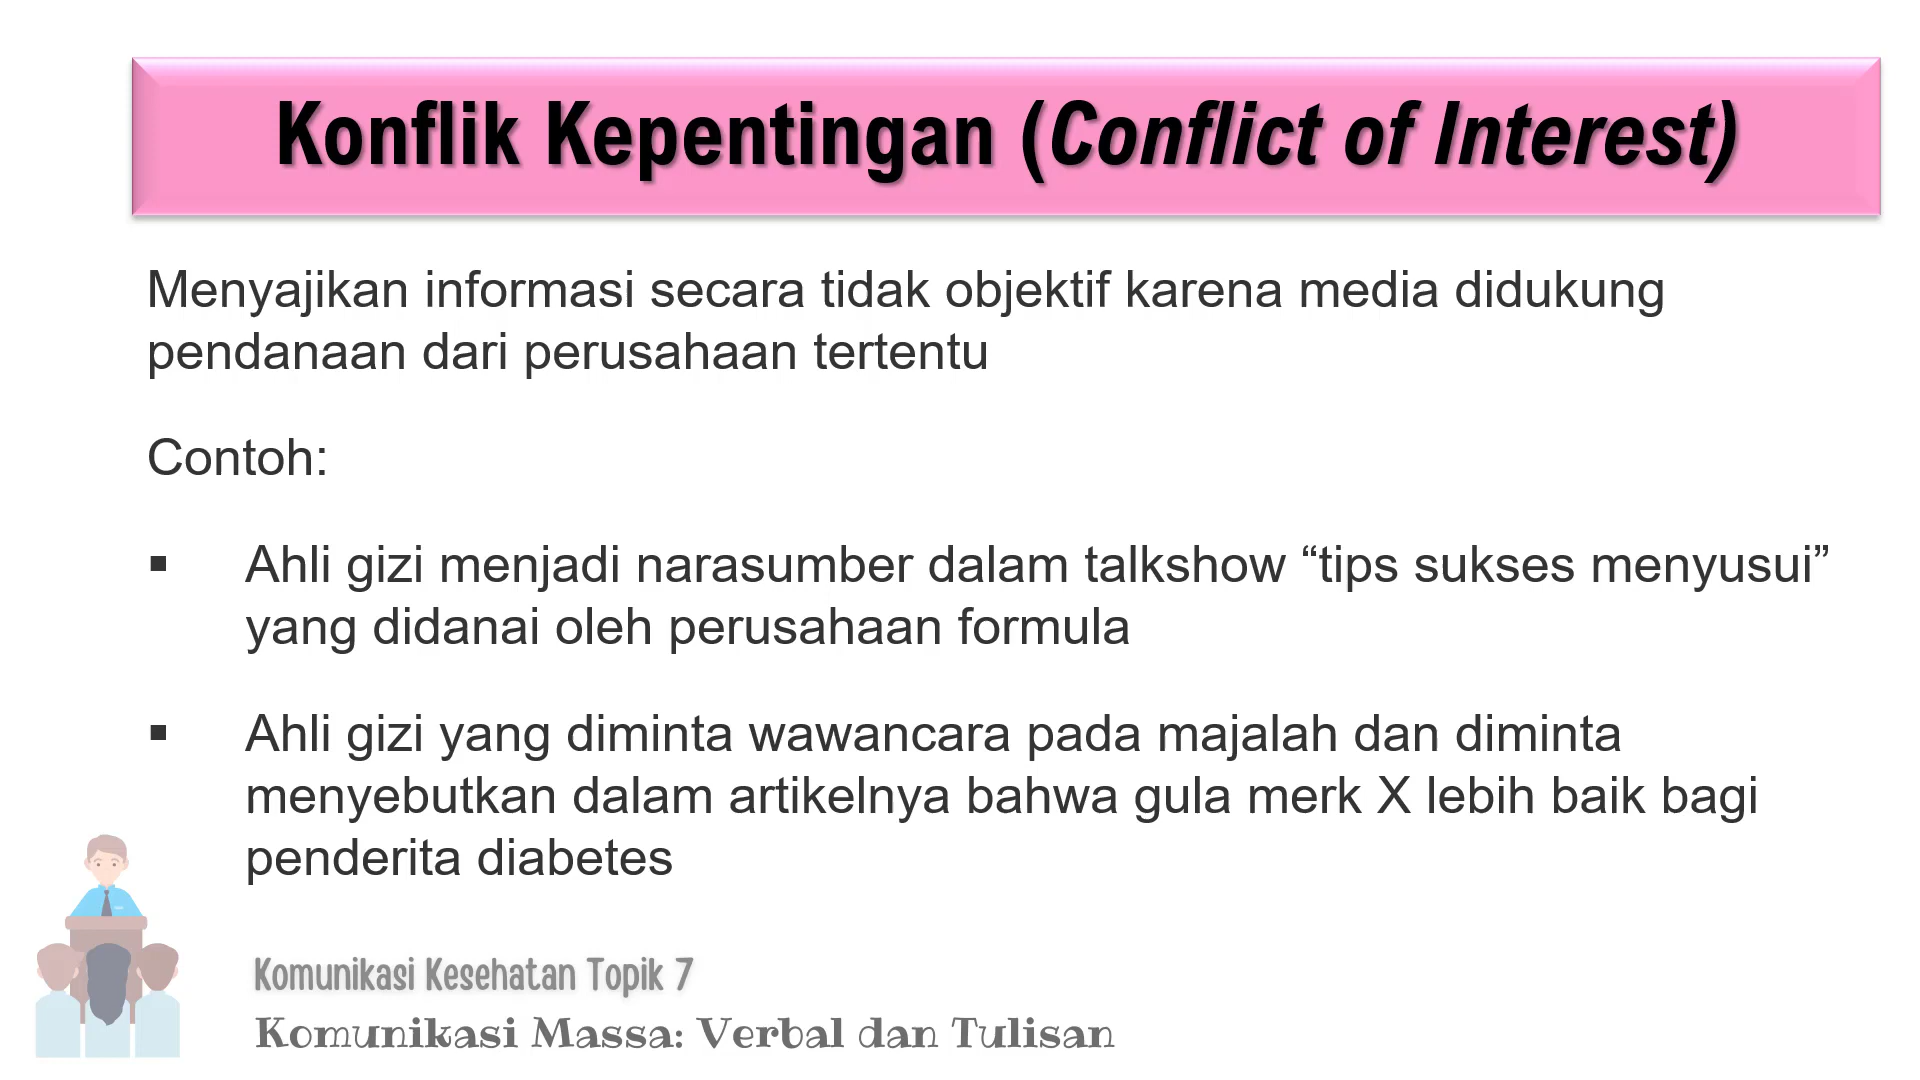 Konflik Kepentingan (Conflict of Interest)
Menyajikan informasi secara tidak objektif karena media didukung
pendanaan dari perusahaan tertentu
Contoh:
▪ Ahli gizi menjadi narasumber dalam talkshow “tips sukses menyusui”
yang didanai oleh perusahaan formula
▪ Ahli gizi yang diminta wawancara pada majalah dan diminta
menyebutkan dalam artikelnya bahwa gula merk X lebih baik bagi
penderita diabetes
Komunikasi Kesehatan Topik 7
Komunikasi Massa: Verbal dan Tulisan